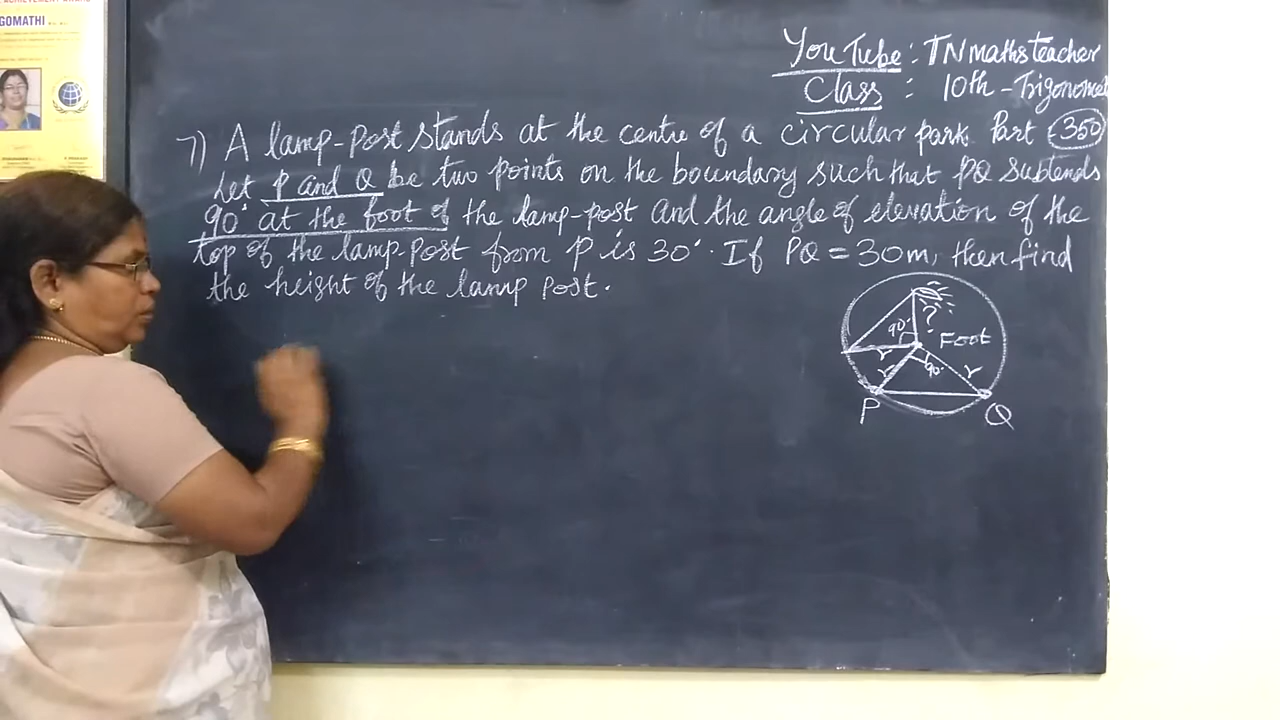 GOMATHI
YouTube : TN maths teacher
Class : 10th - Trigonomet
7) A lamp-Post stands at the centre of a circular park. Part 350
Let P and Q be two points on the boundary such that PQ subtends
90° at the foot of the lamp-post and the angle of elevation of the
top of the lamp post from P is 30°. If PQ = 30m, then find
the height of the lamp post.
?
90°
Foot
r
r
90°
r
P
Q